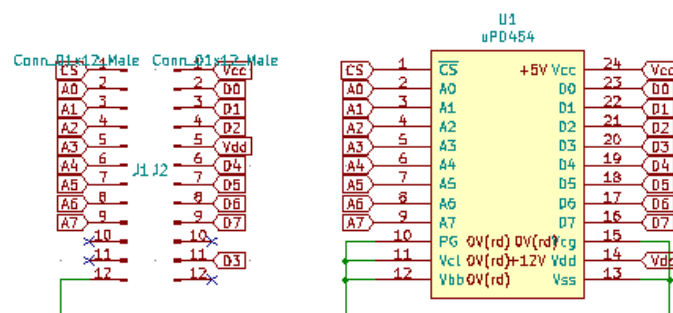 U1
uPD454
Conn_01x12_Male Conn_01x12_Male
CS 1 1 Vcc CS 1 CS +5V Vcc 24 Vcc
A0 2 2 D0 A0 2 A0 D0 23 D0
A1 3 3 D1 A1 3 A1 D1 22 D1
A2 4 4 D2 A2 4 A2 D2 21 D2
A3 5 5 Vdd A3 5 A3 D3 20 D3
A4 6 J1 J2 6 D4 A4 6 A4 D4 19 D4
A5 7 7 D5 A5 7 A5 D5 18 D5
A6 8 8 D6 A6 8 A6 D6 17 D6
A7 9 9 D7 A7 9 A7 D7 16 D7
10 10 10 PG 0V(rd) 0V(rd) Vcg 15
11 11 D3 11 Vcl 0V(rd) +12V Vdd 14 Vdd
12 12 12 Vbb 0V(rd) Vss 13